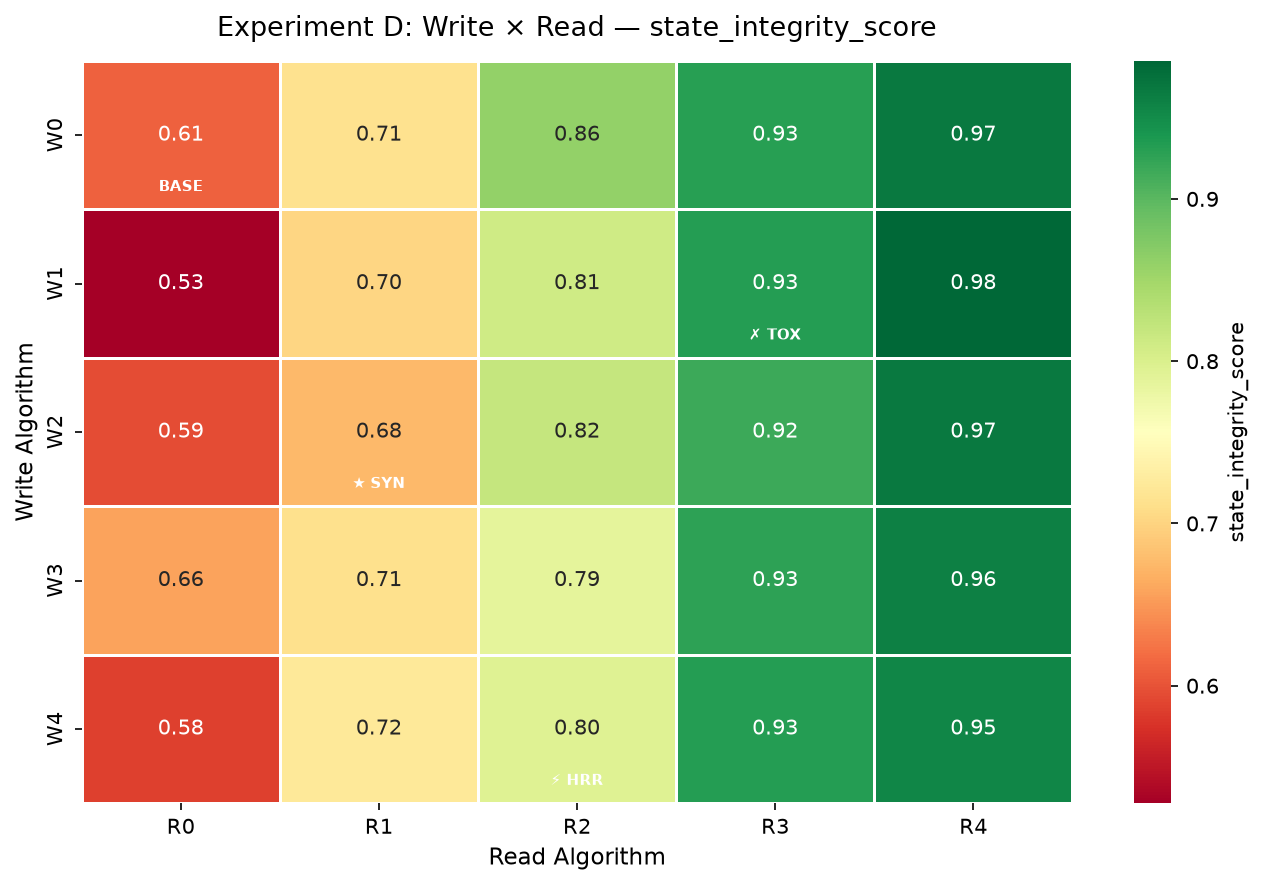 Experiment D: Write × Read — state_integrity_score
W0
0.61
0.71
0.86
0.93
0.97
BASE
W1
0.53
0.70
0.81
0.93
0.98
✗ TOX
W2
0.59
0.68
0.82
0.92
0.97
★ SYN
W3
0.66
0.71
0.79
0.93
0.96
W4
0.58
0.72
0.80
0.93
0.95
⚡ HRR
R0
R1
R2
R3
R4
Read Algorithm
Write Algorithm
0.9
0.8
0.7
0.6
state_integrity_score